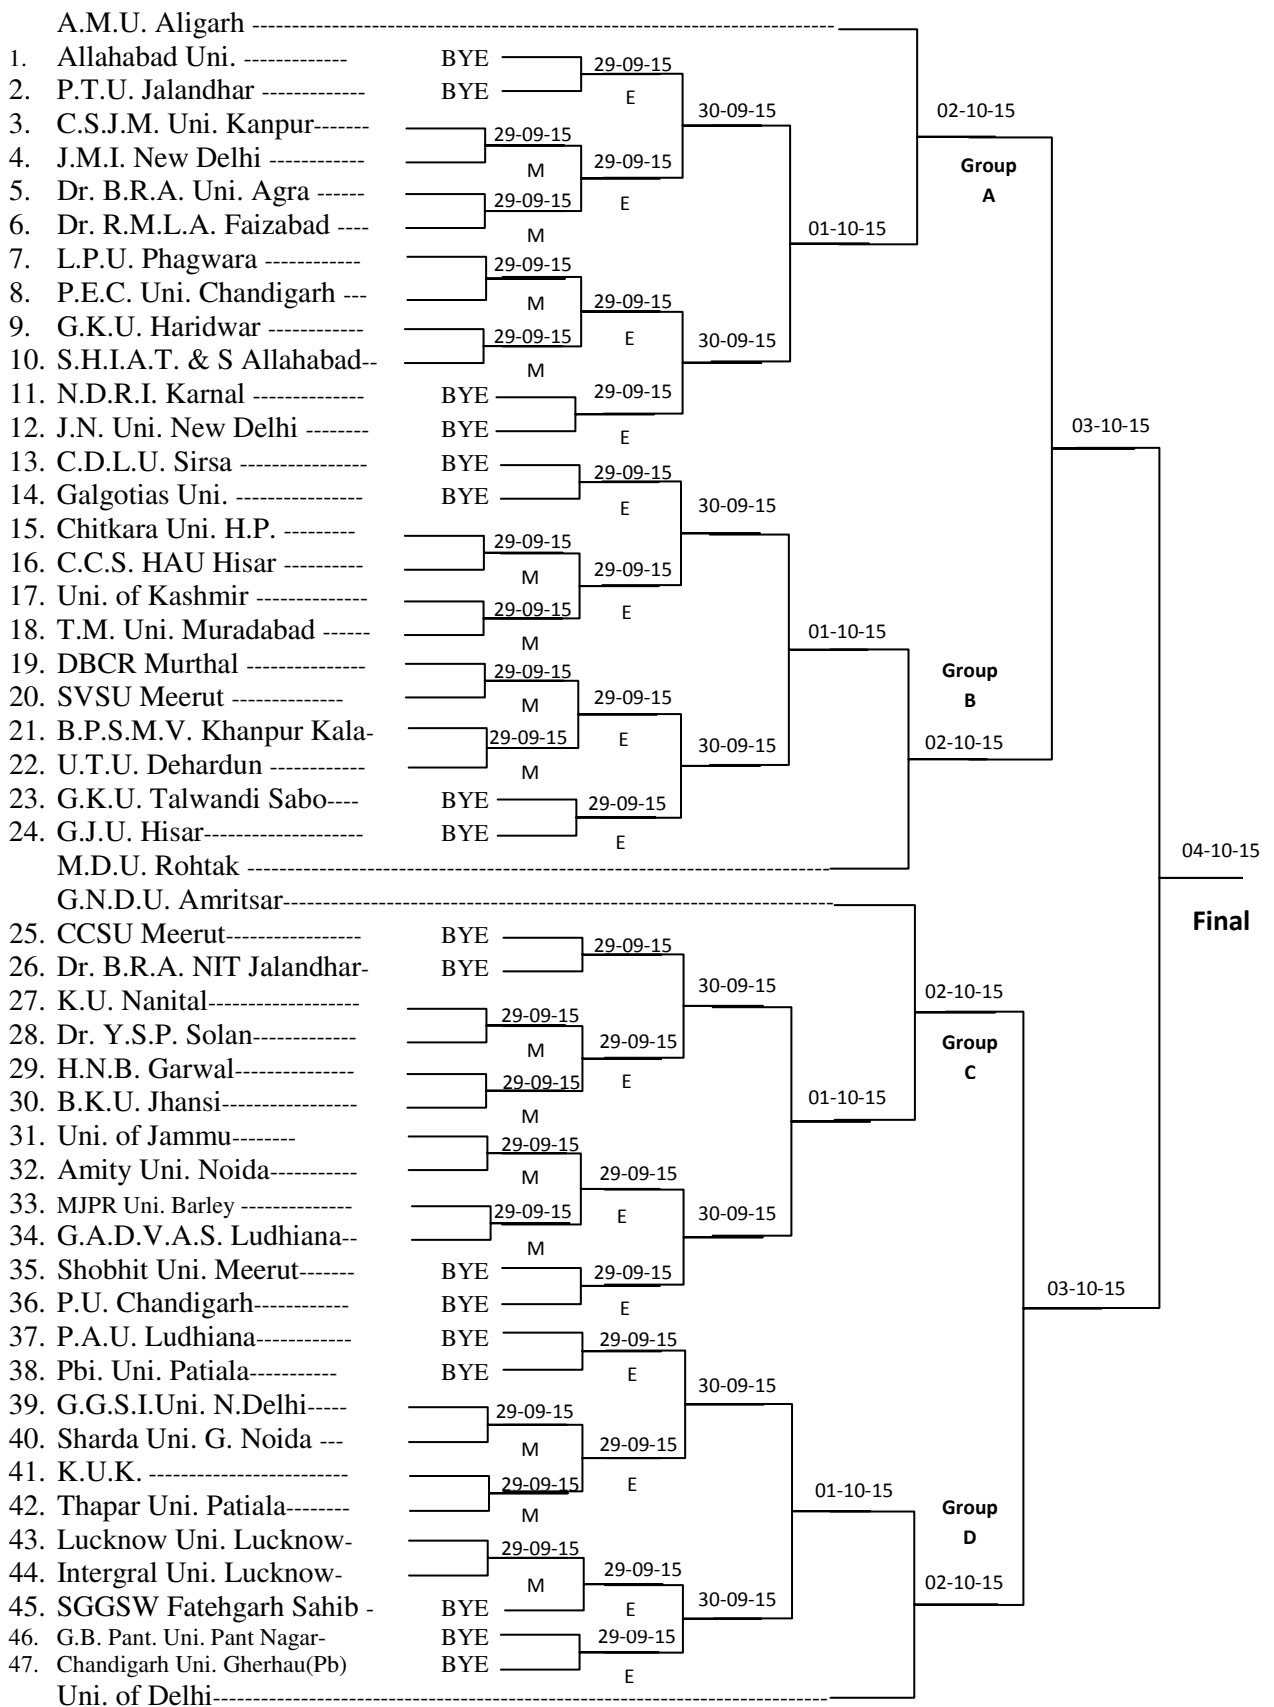 A.M.U. Aligarh ------------------------------------------------------------------------
1. Allahabad Uni. ------------- BYE 29-09-15
2. P.T.U. Jalandhar ------------- BYE E 30-09-15 02-10-15
3. C.S.J.M. Uni. Kanpur------- 29-09-15
4. J.M.I. New Delhi ------------ M 29-09-15 Group
5. Dr. B.R.A. Uni. Agra ------ 29-09-15 E A
6. Dr. R.M.L.A. Faizabad ---- M 01-10-15
7. L.P.U. Phagwara ------------ 29-09-15
8. P.E.C. Uni. Chandigarh --- M 29-09-15
9. G.K.U. Haridwar ------------ 29-09-15 E 30-09-15
10. S.H.I.A.T. & S Allahabad-- M
11. N.D.R.I. Karnal -------------- BYE 29-09-15
12. J.N. Uni. New Delhi -------- BYE E 03-10-15
13. C.D.L.U. Sirsa ---------------- BYE 29-09-15
14. Galgotias Uni. ---------------- BYE E 30-09-15
15. Chitkara Uni. H.P. --------- 29-09-15
16. C.C.S. HAU Hisar ---------- M 29-09-15
17. Uni. of Kashmir -------------- 29-09-15 E
18. T.M. Uni. Muradabad ------ M 01-10-15
19. DBCR Murthal --------------- 29-09-15 Group
20. SVSU Meerut -------------- M 29-09-15 B
21. B.P.S.M.V. Khanpur Kala- 29-09-15 E 30-09-15 02-10-15
22. U.T.U. Dehardun ------------ M
23. G.K.U. Talwandi Sabo---- BYE 29-09-15
24. G.J.U. Hisar-------------------- BYE E
M.D.U. Rohtak ------------------------------------------------------------------------ 04-10-15
G.N.D.U. Amritsar---------------------------------------------------------------------
Final
25. CCSU Meerut----------------- BYE 29-09-15
26. Dr. B.R.A. NIT Jalandhar- BYE 30-09-15 02-10-15
27. K.U. Nanital------------------- 29-09-15
28. Dr. Y.S.P. Solan------------- M 29-09-15 Group
29. H.N.B. Garwal--------------- 29-09-15 E C
30. B.K.U. Jhansi----------------- M 01-10-15
31. Uni. of Jammu-------- 29-09-15
32. Amity Uni. Noida----------- M 29-09-15
33. MJPR Uni. Barley -------------- 29-09-15 E 30-09-15
34. G.A.D.V.A.S. Ludhiana-- M
35. Shobhit Uni. Meerut------- BYE 29-09-15
36. P.U. Chandigarh------------ BYE E 03-10-15
37. P.A.U. Ludhiana------------ BYE 29-09-15
38. Pbi. Uni. Patiala----------- BYE E 30-09-15
39. G.G.S.I.Uni. N.Delhi----- 29-09-15
40. Sharda Uni. G. Noida --- M 29-09-15
41. K.U.K. ------------------------- 29-09-15 E 01-10-15
42. Thapar Uni. Patiala-------- M Group
43. Lucknow Uni. Lucknow- 29-09-15 D
44. Intergral Uni. Lucknow- M 29-09-15 02-10-15
45. SGGSW Fatehgarh Sahib - BYE E 30-09-15
46. G.B. Pant. Uni. Pant Nagar- BYE 29-09-15
47. Chandigarh Uni. Gherhau(Pb) BYE E
Uni. of Delhi----------------------------------------------------------------------------